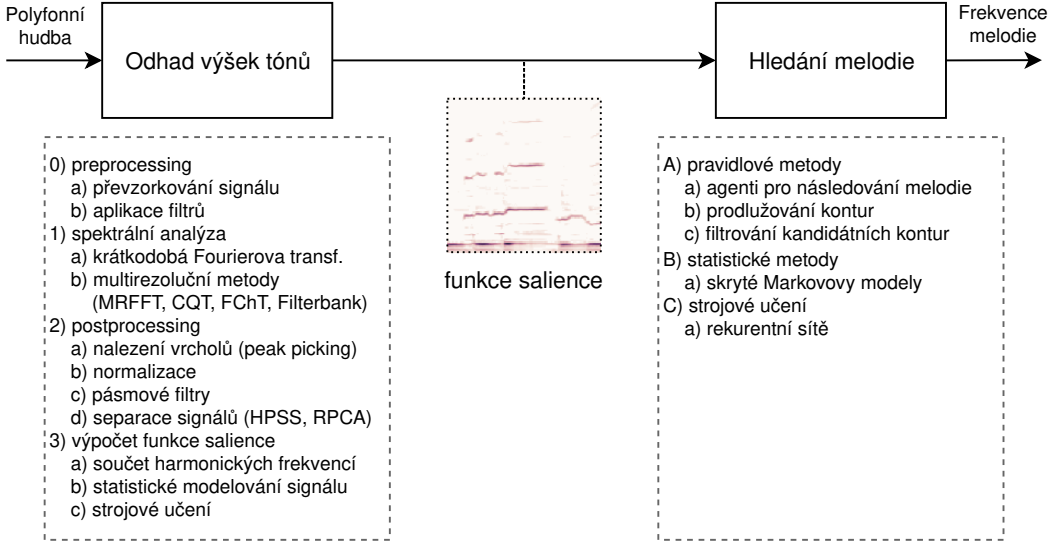 Polyfonní
hudba
Odhad výšek tónů
Hledání melodie
Frekvence
melodie
funkce salience
0) preprocessing
a) převzorkování signálu
b) aplikace filtrů
1) spektrální analýza
a) krátkodobá Fourierova transf.
b) multirezoluční metody
(MRFFT, CQT, FChT, Filterbank)
2) postprocessing
a) nalezení vrcholů (peak picking)
b) normalizace
c) pásmové filtry
d) separace signálů (HPSS, RPCA)
3) výpočet funkce salience
a) součet harmonických frekvencí
b) statistické modelování signálu
c) strojové učení
A) pravidlové metody
a) agenti pro následování melodie
b) prodlužování kontur
c) filtrování kandidátních kontur
B) statistické metody
a) skryté Markovovy modely
C) strojové učení
a) rekurentní sítě